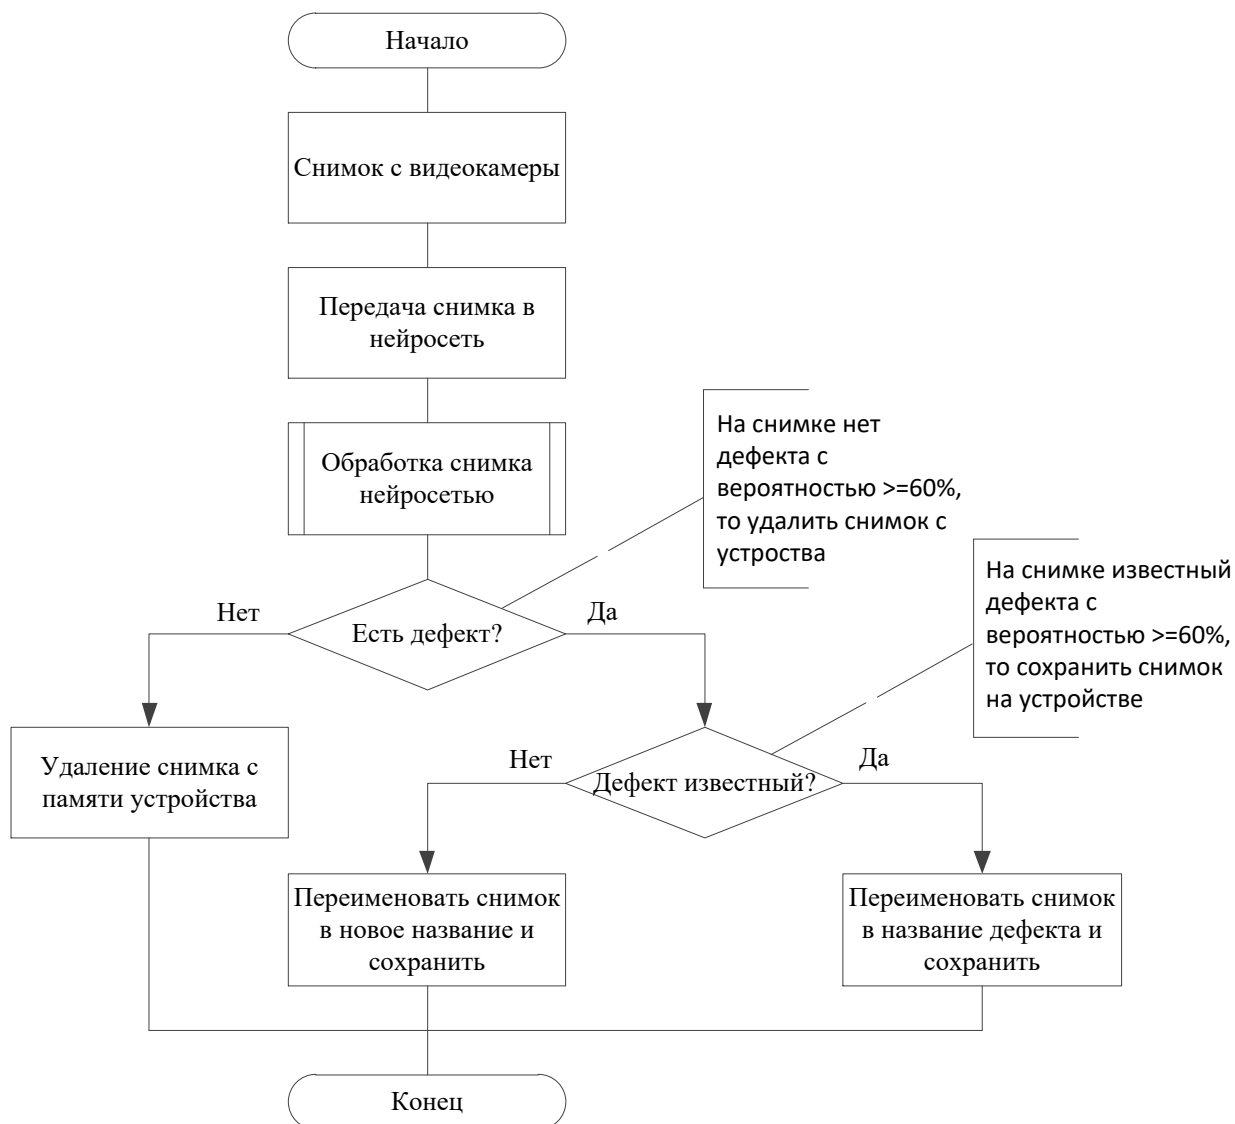 Начало
Снимок с видеокамеры
Передача снимка в
нейросеть
Обработка снимка
нейросетью
На снимке нет
дефекта с
вероятностью >=60%,
то удалить снимок с
устроства
На снимке известный
дефекта с
вероятностью >=60%,
то сохранить снимок
на устройстве
Нет
Есть дефект?
Да
Удаление снимка с
памяти устройства
Нет
Дефект известный?
Да
Переименовать снимок
в новое название и
сохранить
Переименовать снимок
в название дефекта и
сохранить
Конец